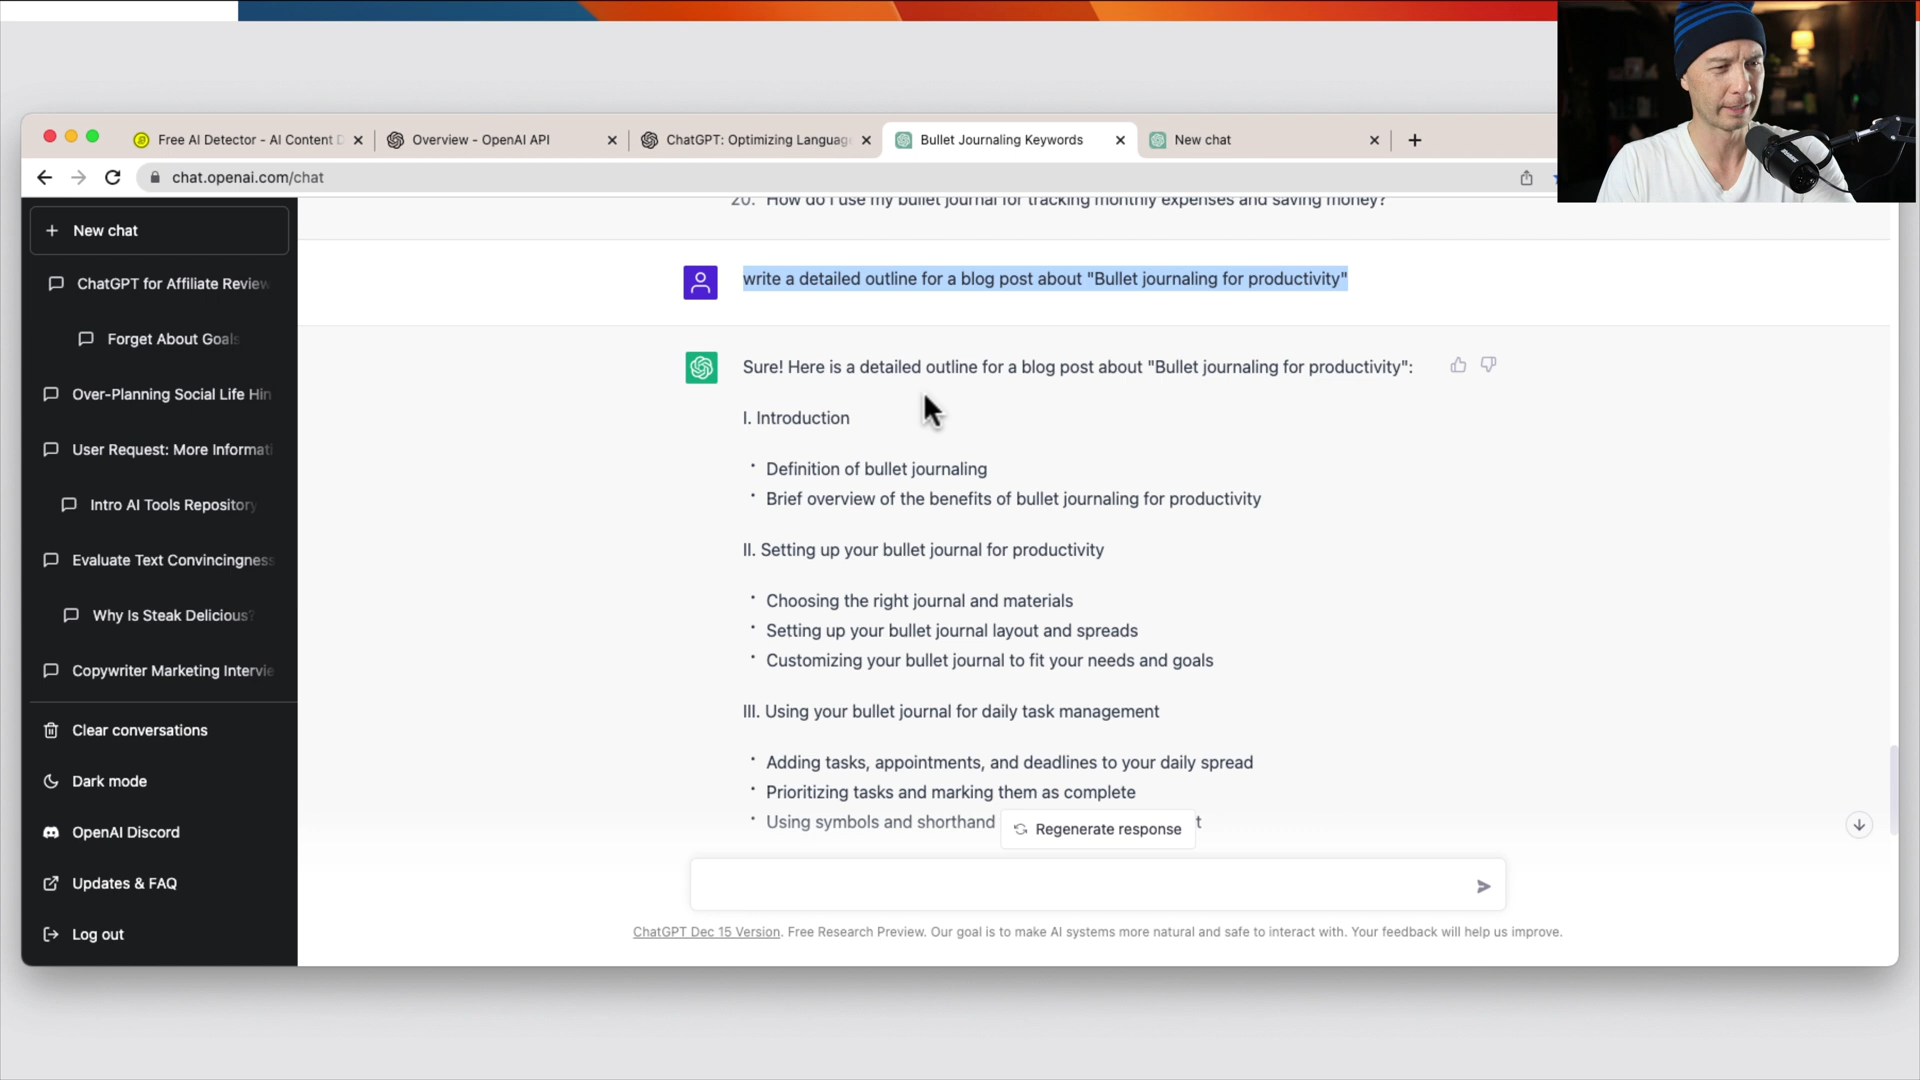 Free AI Detector - AI Content D
Overview - OpenAI API
ChatGPT: Optimizing Language
Bullet Journaling Keywords
New chat
chat.openai.com/chat
New chat
ChatGPT for Affiliate Review
Forget About Goals
Over-Planning Social Life Hin
User Request: More Informati
Intro AI Tools Repository
Evaluate Text Convincingness
Why Is Steak Delicious?
Copywriter Marketing Intervie
Clear conversations
Dark mode
OpenAI Discord
Updates & FAQ
Log out
20. How do I use my bullet journal for tracking monthly expenses and saving money?
write a detailed outline for a blog post about "Bullet journaling for productivity"
Sure! Here is a detailed outline for a blog post about "Bullet journaling for productivity":
I. Introduction
· Definition of bullet journaling
· Brief overview of the benefits of bullet journaling for productivity
II. Setting up your bullet journal for productivity
· Choosing the right journal and materials
· Setting up your bullet journal layout and spreads
· Customizing your bullet journal to fit your needs and goals
III. Using your bullet journal for daily task management
· Adding tasks, appointments, and deadlines to your daily spread
· Prioritizing tasks and marking them as complete
· Using symbols and shorthand t
Regenerate response
ChatGPT Dec 15 Version. Free Research Preview. Our goal is to make AI systems more natural and safe to interact with. Your feedback will help us improve.